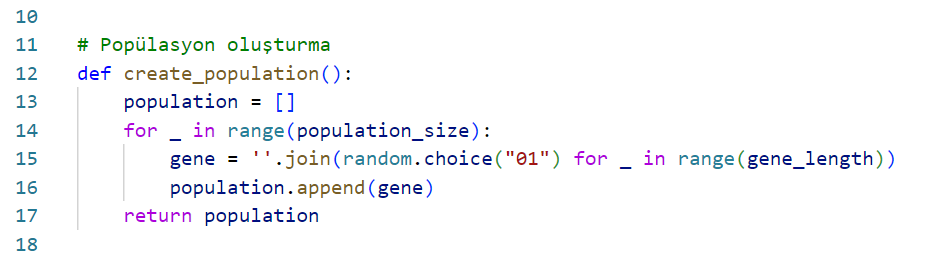 10
11 # Popülasyon oluşturma
12 def create_population():
13     population = []
14     for _ in range(population_size):
15         gene = ''.join(random.choice("01") for _ in range(gene_length))
16         population.append(gene)
17     return population
18